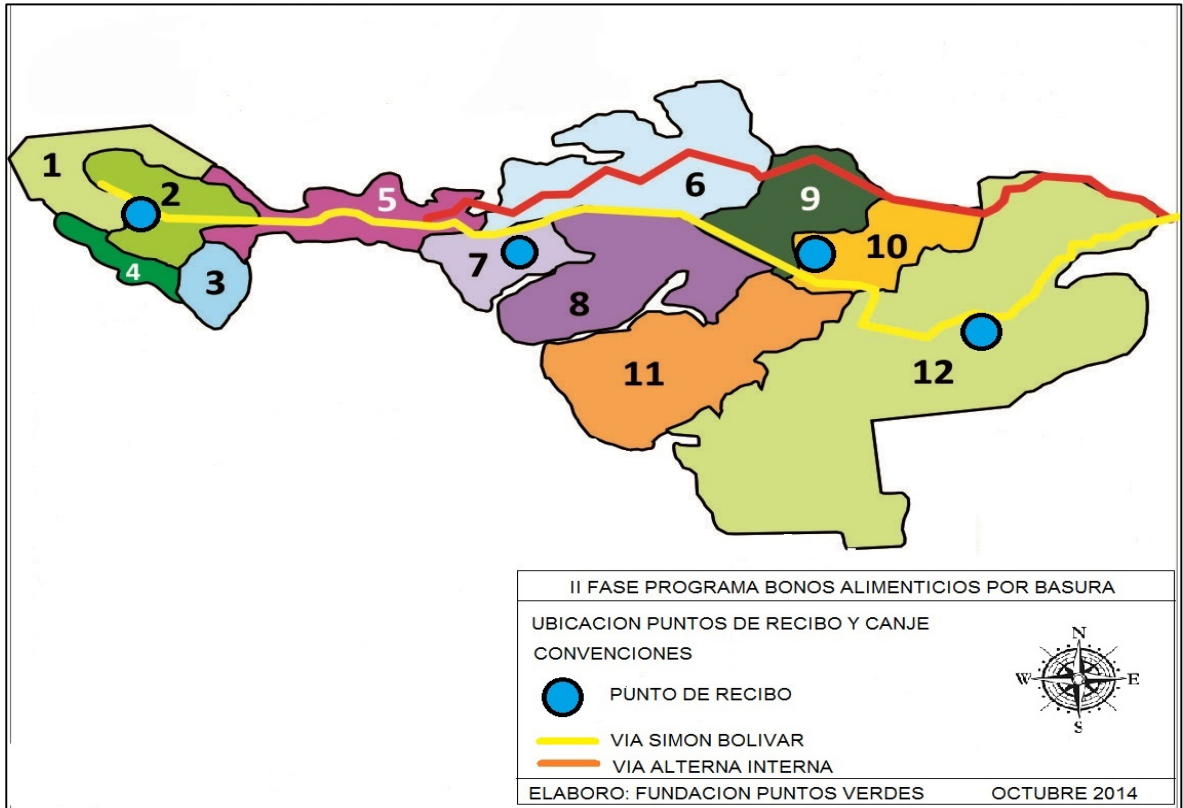 1
2
3
4
5
6
7
8
9
10
11
12
II FASE PROGRAMA BONOS ALIMENTICIOS POR BASURA
UBICACION PUNTOS DE RECIBO Y CANJE
CONVENCIONES
PUNTO DE RECIBO
VIA SIMON BOLIVAR
VIA ALTERNA INTERNA
N
W
E
S
ELABORO: FUNDACION PUNTOS VERDES OCTUBRE 2014